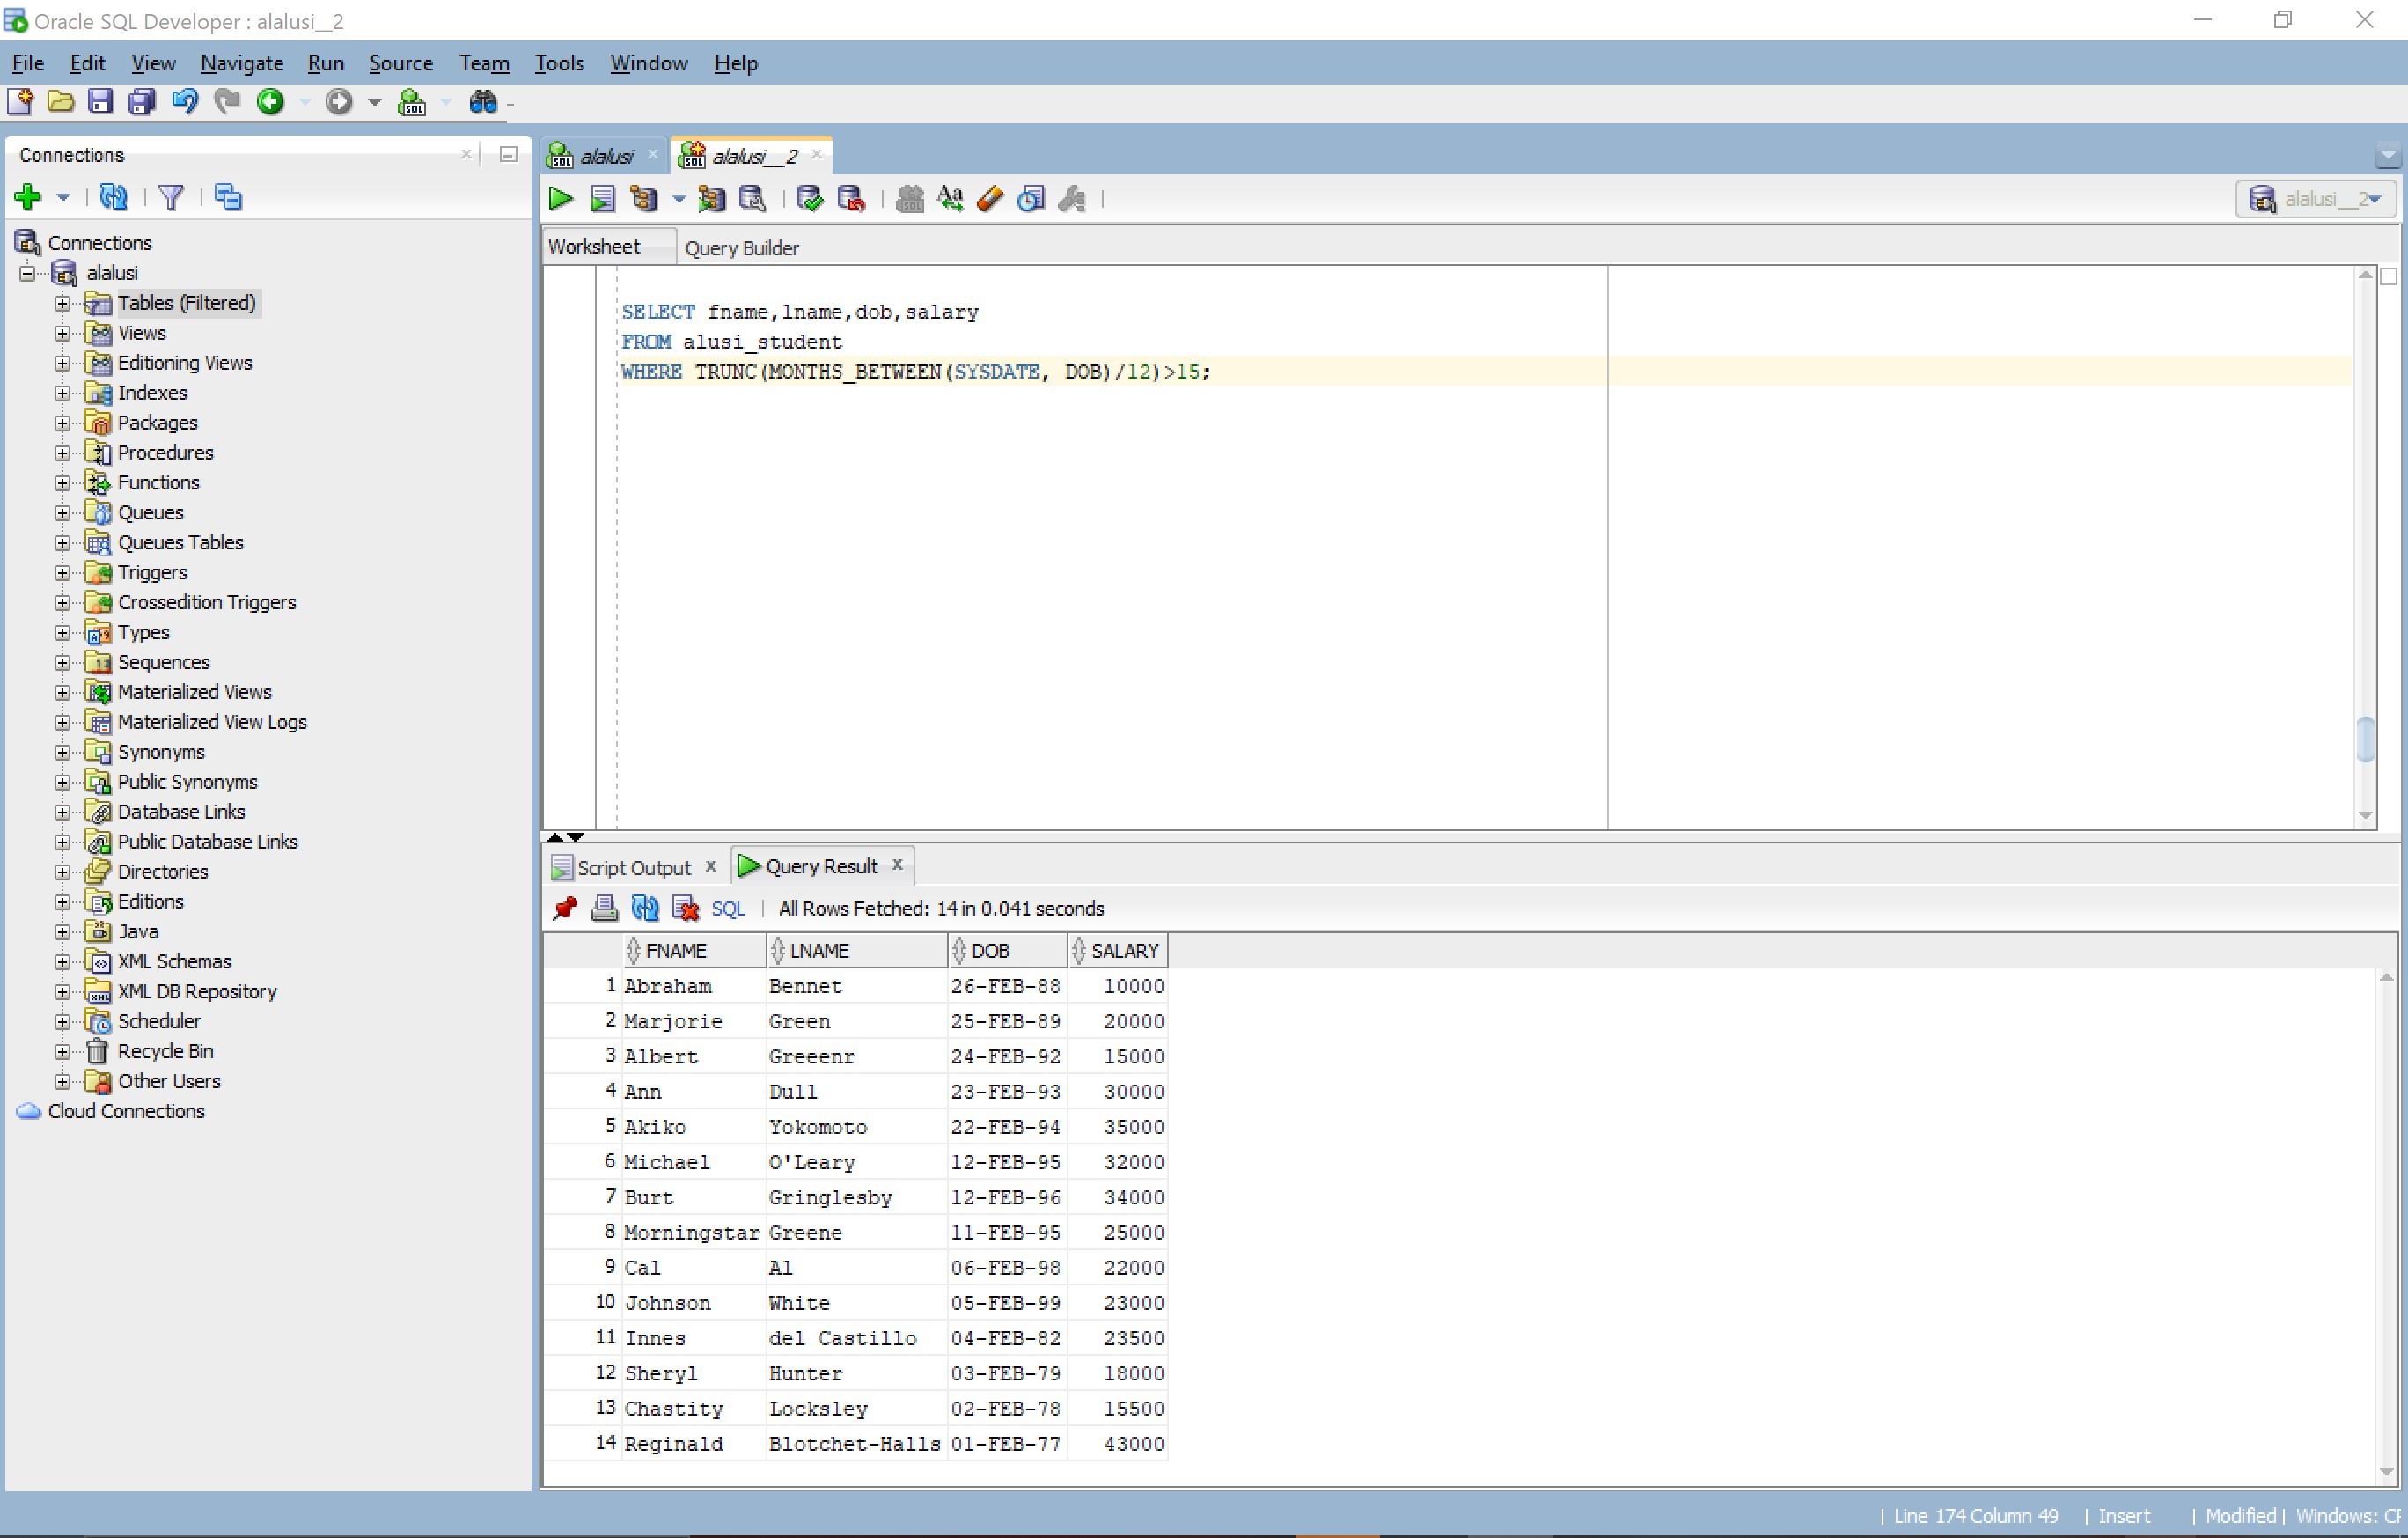 Oracle SQL Developer : alalusi__2
File Edit View Navigate Run Source Team Tools Window Help
Connections
alalusi
alalusi__2
alalusi__2
Worksheet
Query Builder
Connections
alalusi
Tables (Filtered)
Views
Editioning Views
Indexes
Packages
Procedures
Functions
Queues
Queues Tables
Triggers
Crossedition Triggers
Types
Sequences
Materialized Views
Materialized View Logs
Synonyms
Public Synonyms
Database Links
Public Database Links
Directories
Editions
Java
XML Schemas
XML DB Repository
Scheduler
Recycle Bin
Other Users
Cloud Connections
SELECT fname,lname,dob,salary
FROM alusi_student
WHERE TRUNC(MONTHS_BETWEEN(SYSDATE, DOB)/12)>15;
Script Output x Query Result x
SQL | All Rows Fetched: 14 in 0.041 seconds
FNAME LNAME DOB SALARY
1 Abraham Bennet 26-FEB-88 10000
2 Marjorie Green 25-FEB-89 20000
3 Albert Greeenr 24-FEB-92 15000
4 Ann Dull 23-FEB-93 30000
5 Akiko Yokomoto 22-FEB-94 35000
6 Michael O'Leary 12-FEB-95 32000
7 Burt Gringlesby 12-FEB-96 34000
8 Morningstar Greene 11-FEB-95 25000
9 Cal Al 06-FEB-98 22000
10 Johnson White 05-FEB-99 23000
11 Innes del Castillo 04-FEB-82 23500
12 Sheryl Hunter 03-FEB-79 18000
13 Chastity Locksley 02-FEB-78 15500
14 Reginald Blotchet-Halls 01-FEB-77 43000
| Line 174 Column 49 | Insert | Modified | Windows: